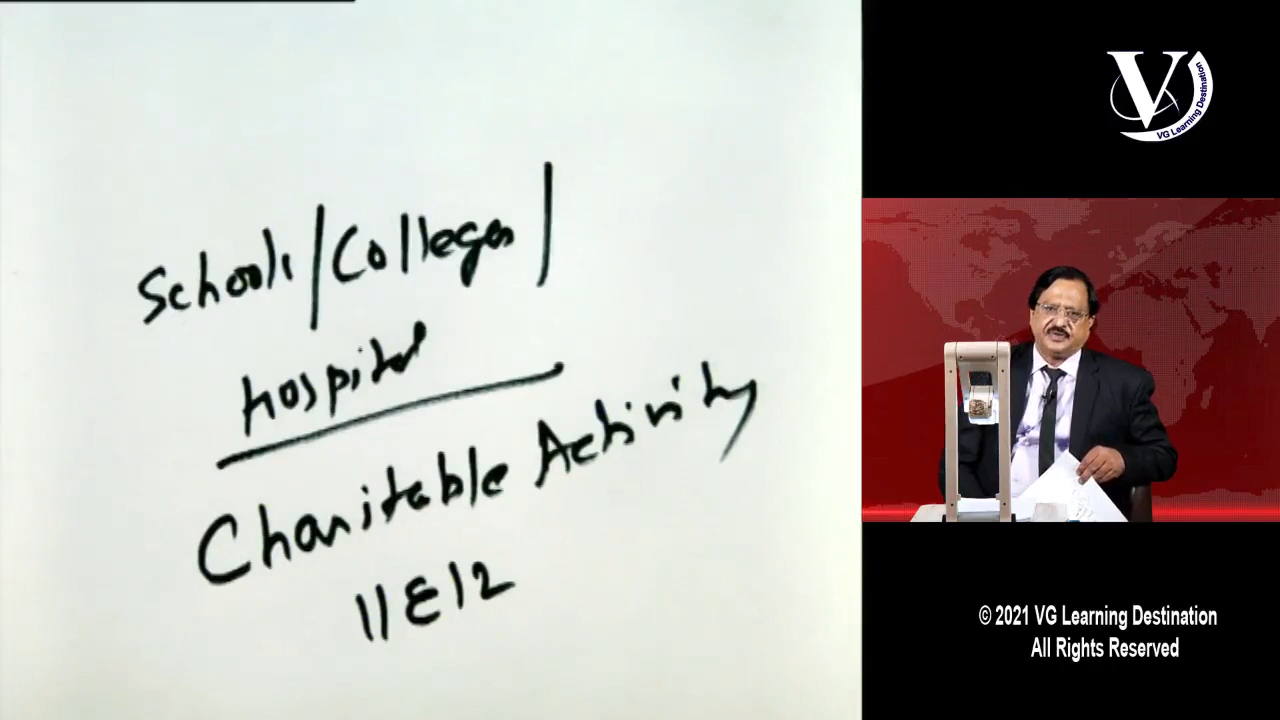 Schools/Colleges/
hospital
Charitable Activity
11 & 12
V
VG Learning Destination
© 2021 VG Learning Destination
All Rights Reserved